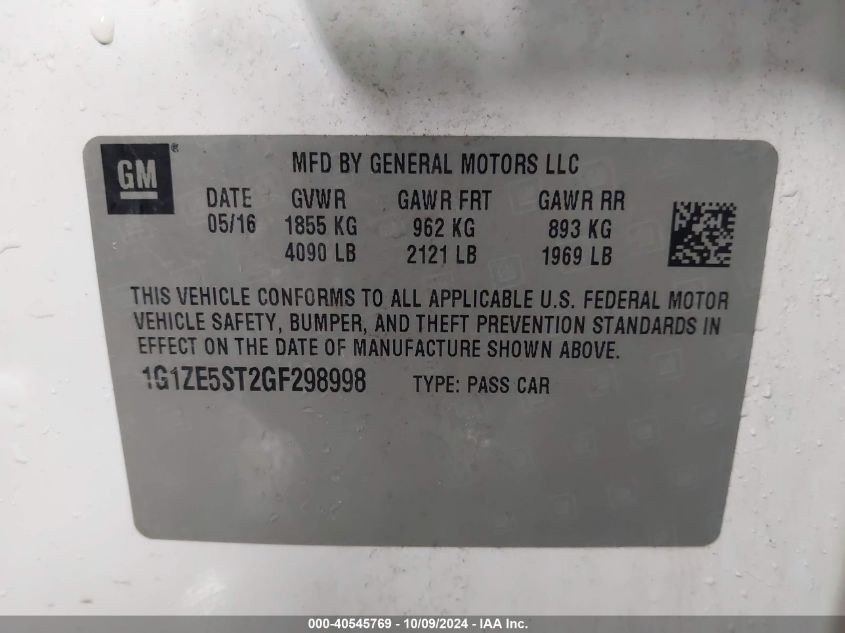 GM®
MFD BY GENERAL MOTORS LLC
DATE GVWR GAWR FRT GAWR RR
05/16 1855 KG 962 KG 893 KG
4090 LB 2121 LB 1969 LB
THIS VEHICLE CONFORMS TO ALL APPLICABLE U.S. FEDERAL MOTOR
VEHICLE SAFETY, BUMPER, AND THEFT PREVENTION STANDARDS IN
EFFECT ON THE DATE OF MANUFACTURE SHOWN ABOVE.
1G1ZE5ST2GF298998 TYPE: PASS CAR
000-40545769 - 10/09/2024 - IAA Inc.